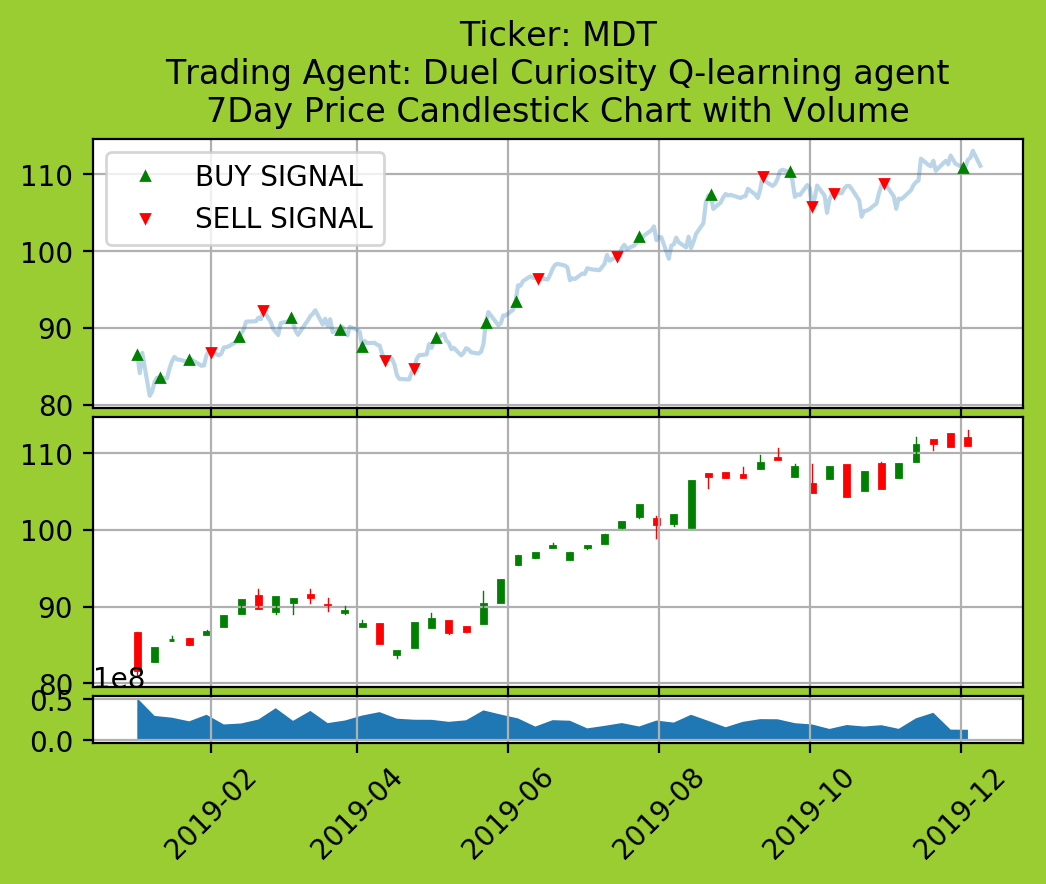 Ticker: MDT
Trading Agent: Duel Curiosity Q-learning agent
7Day Price Candlestick Chart with Volume
BUY SIGNAL
SELL SIGNAL
110
100
90
80
110
100
90
80
1e8
0.5
0.0
2019-02
2019-04
2019-06
2019-08
2019-10
2019-12